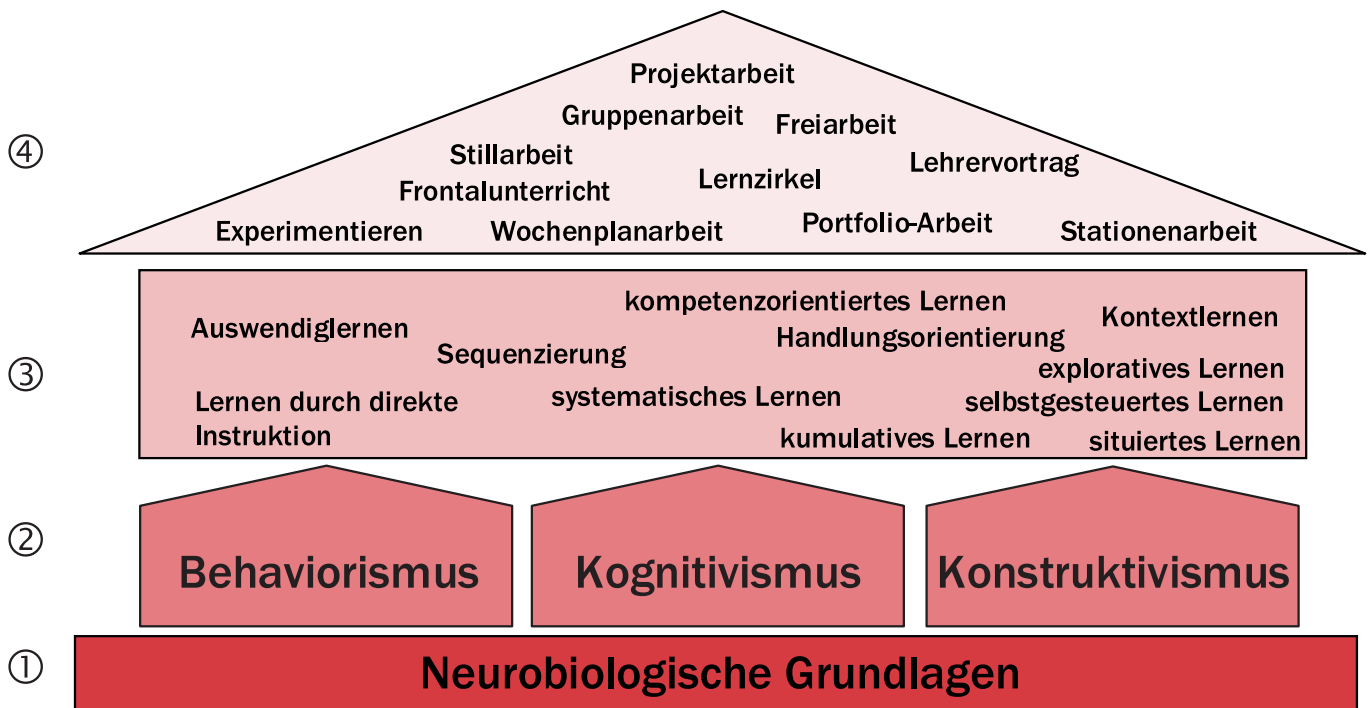 Projektarbeit
Gruppenarbeit
Freiarbeit
④
Stillarbeit
Lehrervortrag
Frontalunterricht
Lernzirkel
Experimentieren
Wochenplanarbeit
Portfolio-Arbeit
Stationenarbeit
kompetenzorientiertes Lernen
Auswendiglernen
Handlungsorientierung
Kontextlernen
Sequenzierung
③
exploratives Lernen
Lernen durch direkte
Instruktion
systematisches Lernen
selbstgesteuertes Lernen
kumulatives Lernen
situiertes Lernen
②
Behaviorismus
Kognitivismus
Konstruktivismus
①
Neurobiologische Grundlagen